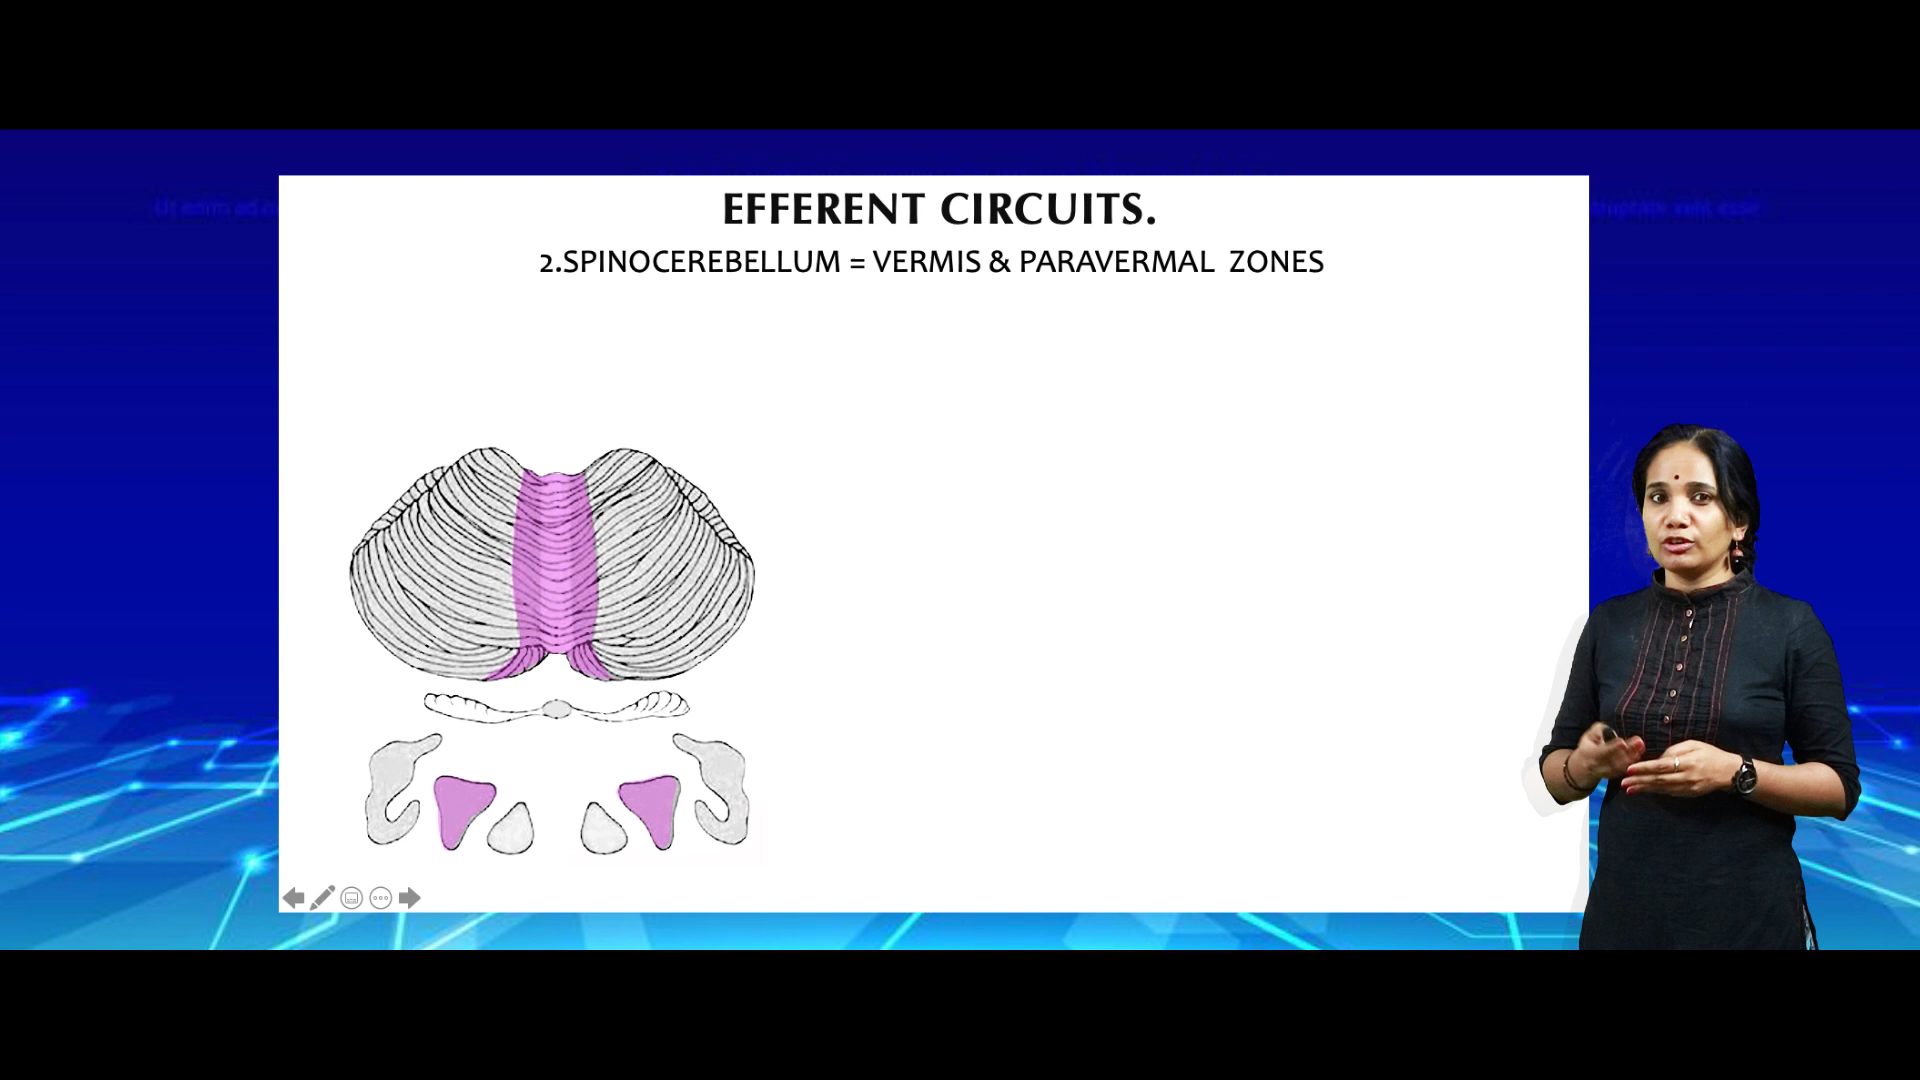 EFFERENT CIRCUITS.
2.SPINOCEREBELLUM = VERMIS & PARAVERMAL ZONES